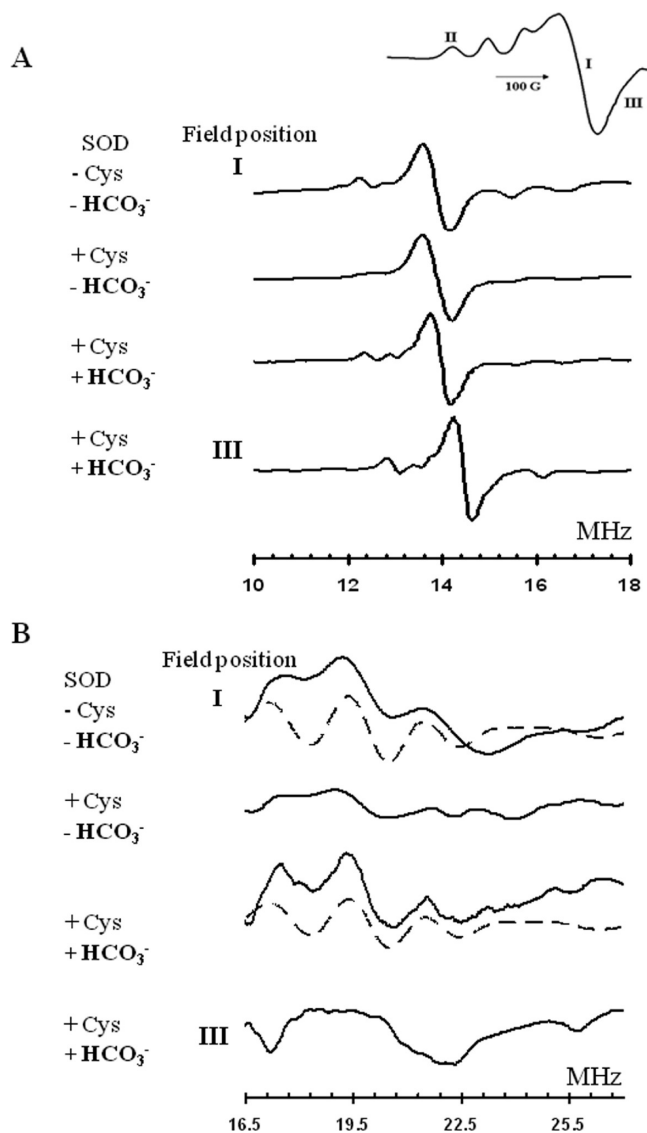 A
II
I
III
100 G
Field position
SOD
- Cys
- HCO₃⁻
I
+ Cys
- HCO₃⁻
+ Cys
+ HCO₃⁻
+ Cys
+ HCO₃⁻
III
MHz
10 12 14 16 18
B
Field position
SOD
- Cys
- HCO₃⁻
I
+ Cys
- HCO₃⁻
+ Cys
+ HCO₃⁻
+ Cys
+ HCO₃⁻
III
MHz
16.5 19.5 22.5 25.5